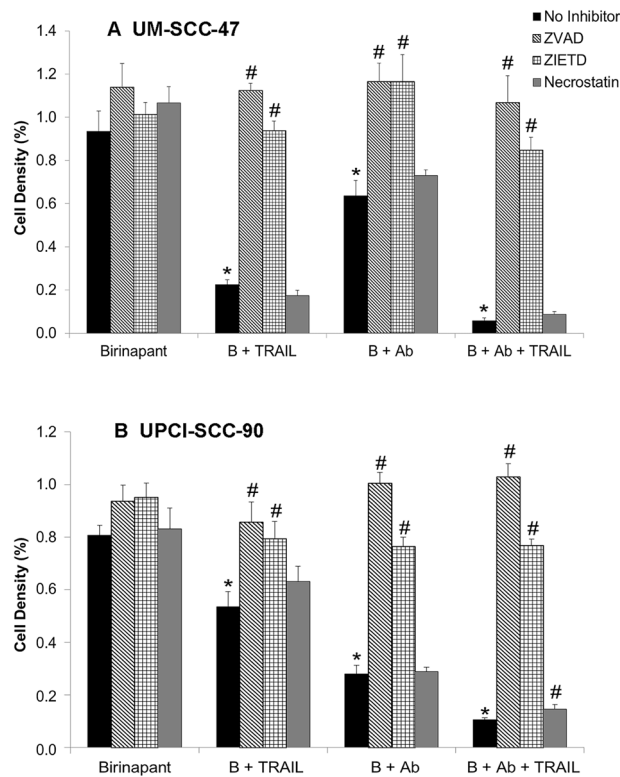 No Inhibitor
ZVAD
ZIETD
Necrostatin
A UM-SCC-47
Cell Density (%)
1.4
1.2
1.0
0.8
0.6
0.4
0.2
0.0
* # #
* # #
* # #
Birinapant
B + TRAIL
B + Ab
B + Ab + TRAIL
B UPCI-SCC-90
Cell Density (%)
1.2
1.0
0.8
0.6
0.4
0.2
0.0
* # #
* # #
* # # #
Birinapant
B + TRAIL
B + Ab
B + Ab + TRAIL